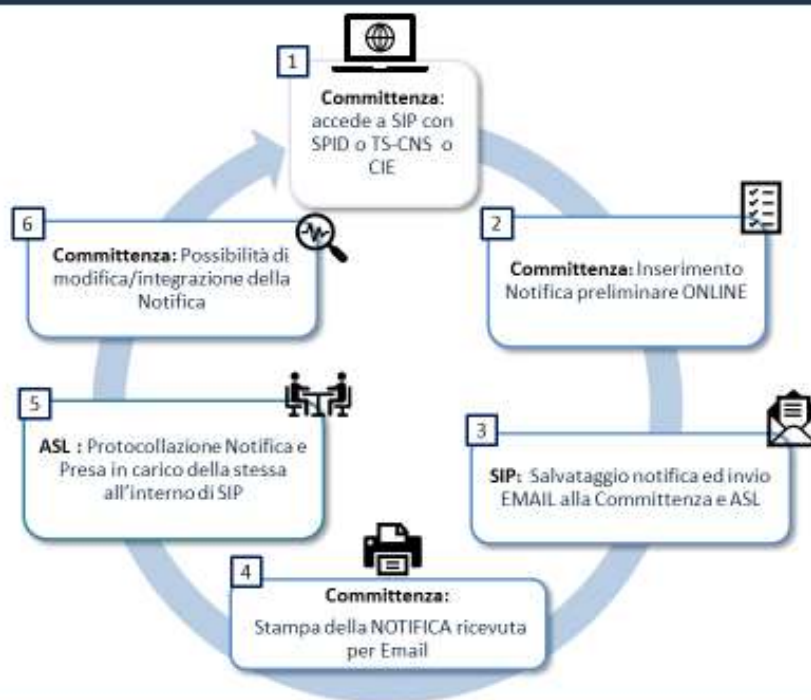 1
Committenza:
accede a SIP con
SPID o TS-CNS o
CIE
2
Committenza: Inserimento
Notifica preliminare ONLINE
3
SIP: Salvataggio notifica ed invio
EMAIL alla Committenza e ASL
4
Committenza:
Stampa della NOTIFICA ricevuta
per Email
5
ASL : Protocollazione Notifica e
Presa in carico della stessa
all'interno di SIP
6
Committenza: Possibilità di
modifica/integrazione della
Notifica